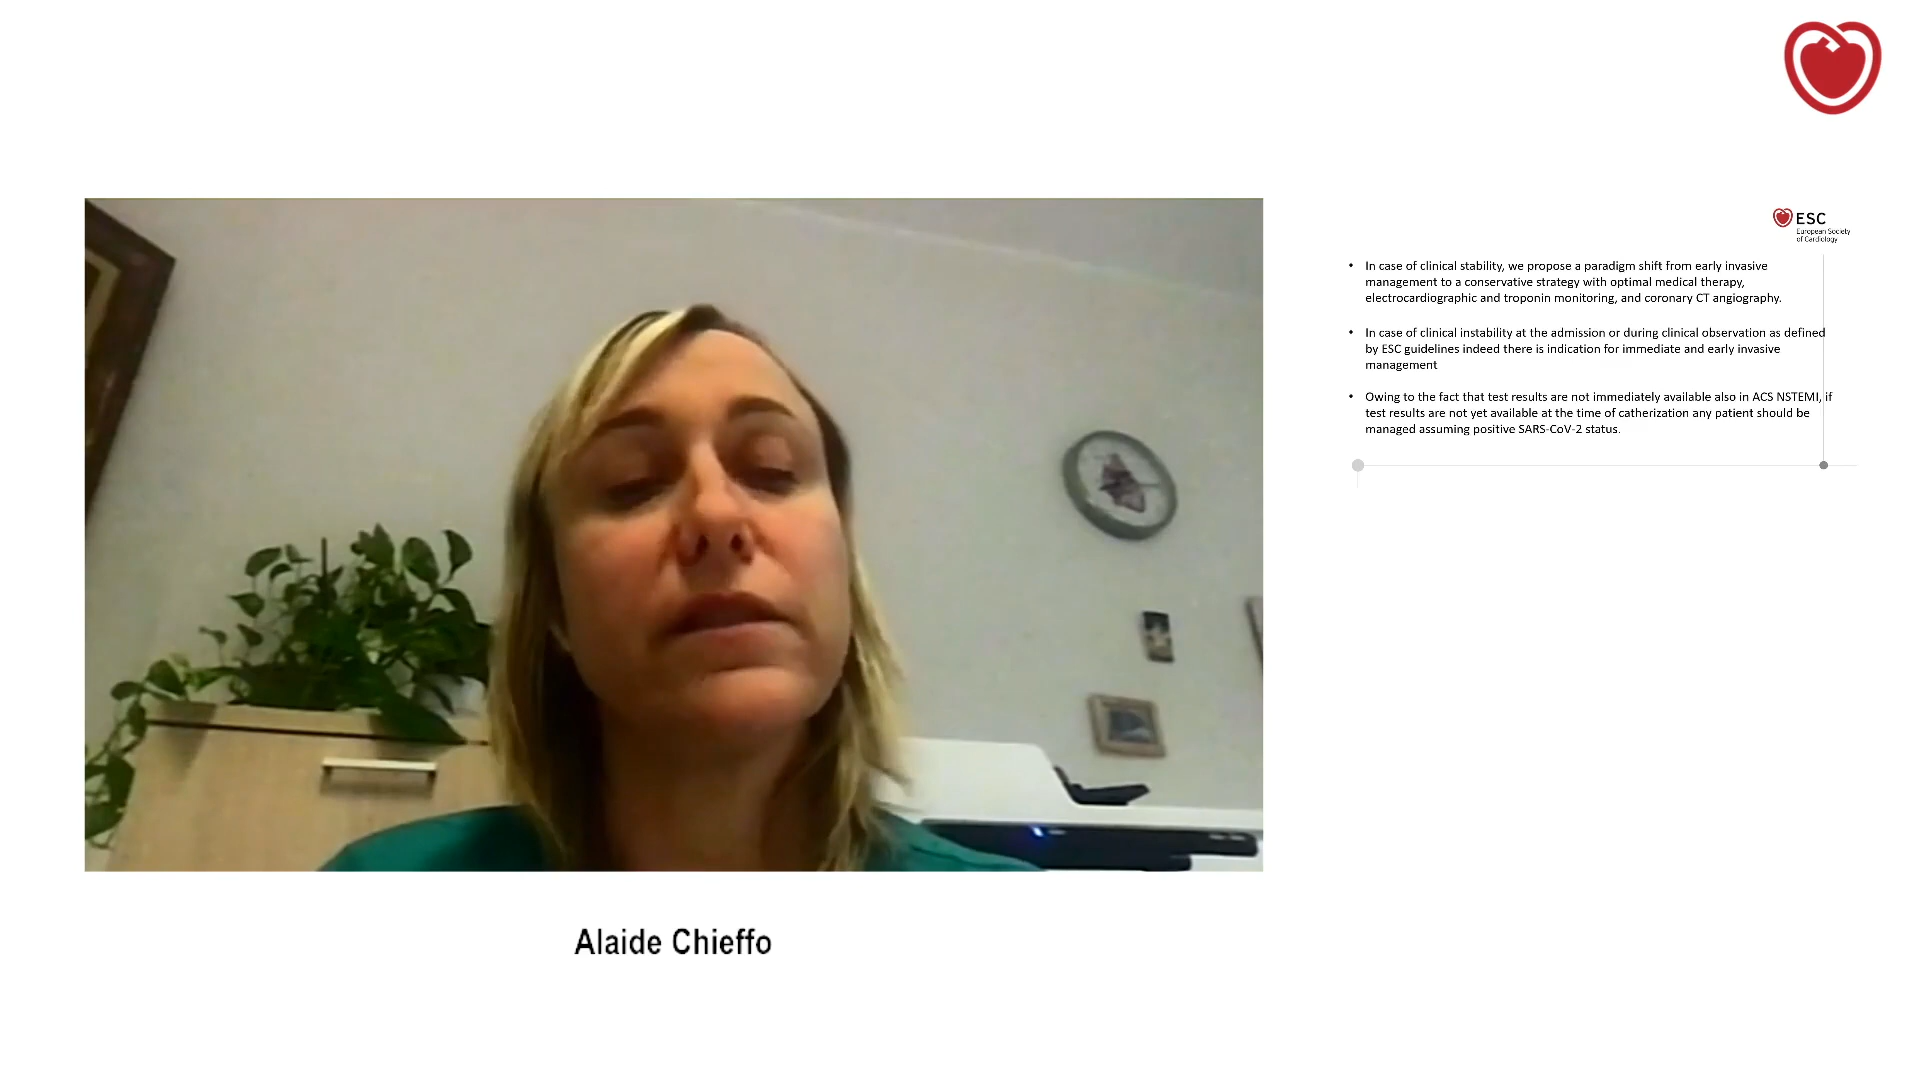 ESC
European Society
of Cardiology
• In case of clinical stability, we propose a paradigm shift from early invasive
management to a conservative strategy with optimal medical therapy,
electrocardiographic and troponin monitoring, and coronary CT angiography.
• In case of clinical instability at the admission or during clinical observation as defined
by ESC guidelines indeed there is indication for immediate and early invasive
management
• Owing to the fact that test results are not immediately available also in ACS NSTEMI, if
test results are not yet available at the time of catherization any patient should be
managed assuming positive SARS-CoV-2 status.
Alaide Chieffo